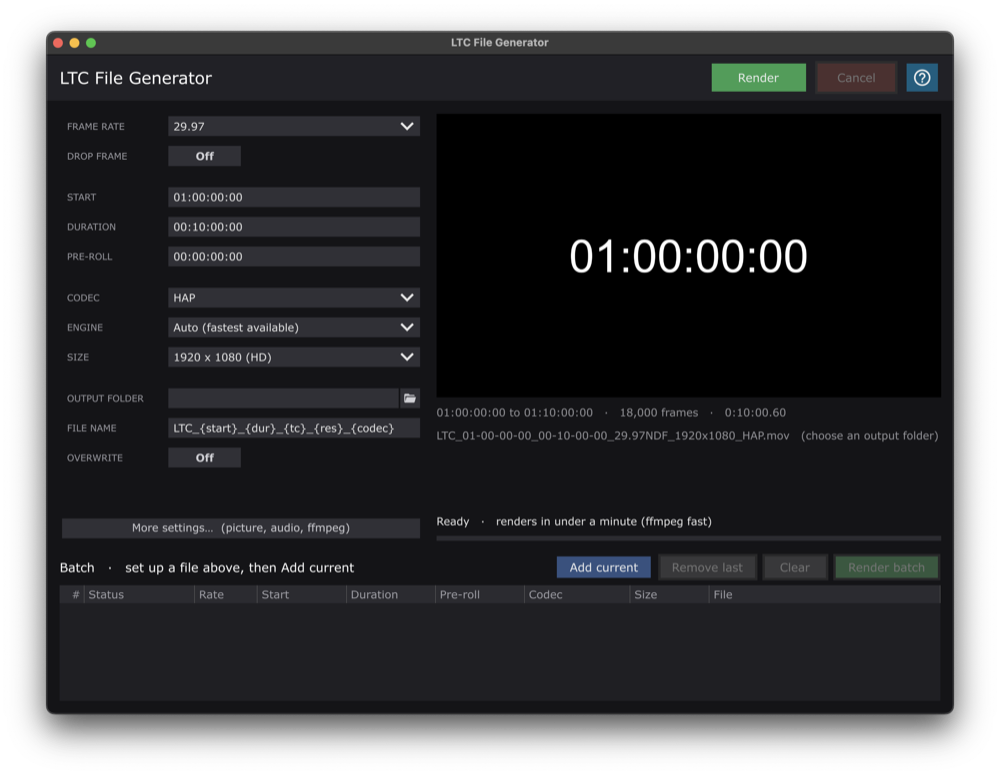 LTC File Generator
LTC File Generator
Render
Cancel
FRAME RATE 29.97
DROP FRAME Off
START 01:00:00:00
DURATION 00:10:00:00
PRE-ROLL 00:00:00:00
CODEC HAP
ENGINE Auto (fastest available)
SIZE 1920 x 1080 (HD)
OUTPUT FOLDER
FILE NAME LTC_{start}_{dur}_{tc}_{res}_{codec}
OVERWRITE Off
More settings... (picture, audio, ffmpeg)
01:00:00:00
01:00:00:00 to 01:10:00:00 · 18,000 frames · 0:10:00.60
LTC_01-00-00-00_00-10-00-00_29.97NDF_1920x1080_HAP.mov (choose an output folder)
Ready · renders in under a minute (ffmpeg fast)
Batch · set up a file above, then Add current
Add current
Remove last
Clear
Render batch
# Status Rate Start Duration Pre-roll Codec Size File